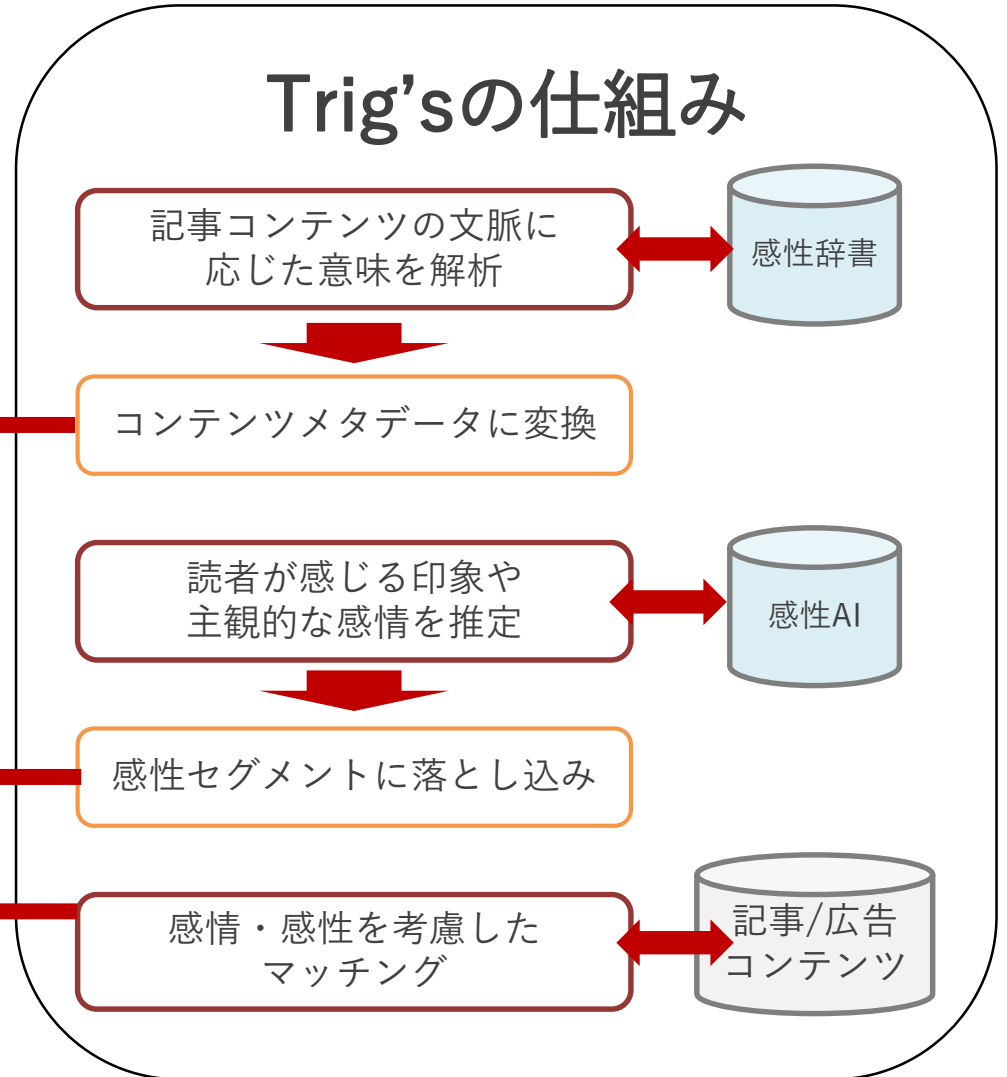 Trig’sの仕組み
記事コンテンツの文脈に
応じた意味を解析
感性辞書
コンテンツメタデータに変換
読者が感じる印象や
主観的な感情を推定
感性AI
感性セグメントに落とし込み
感情・感性を考慮した
マッチング
記事/広告
コンテンツ